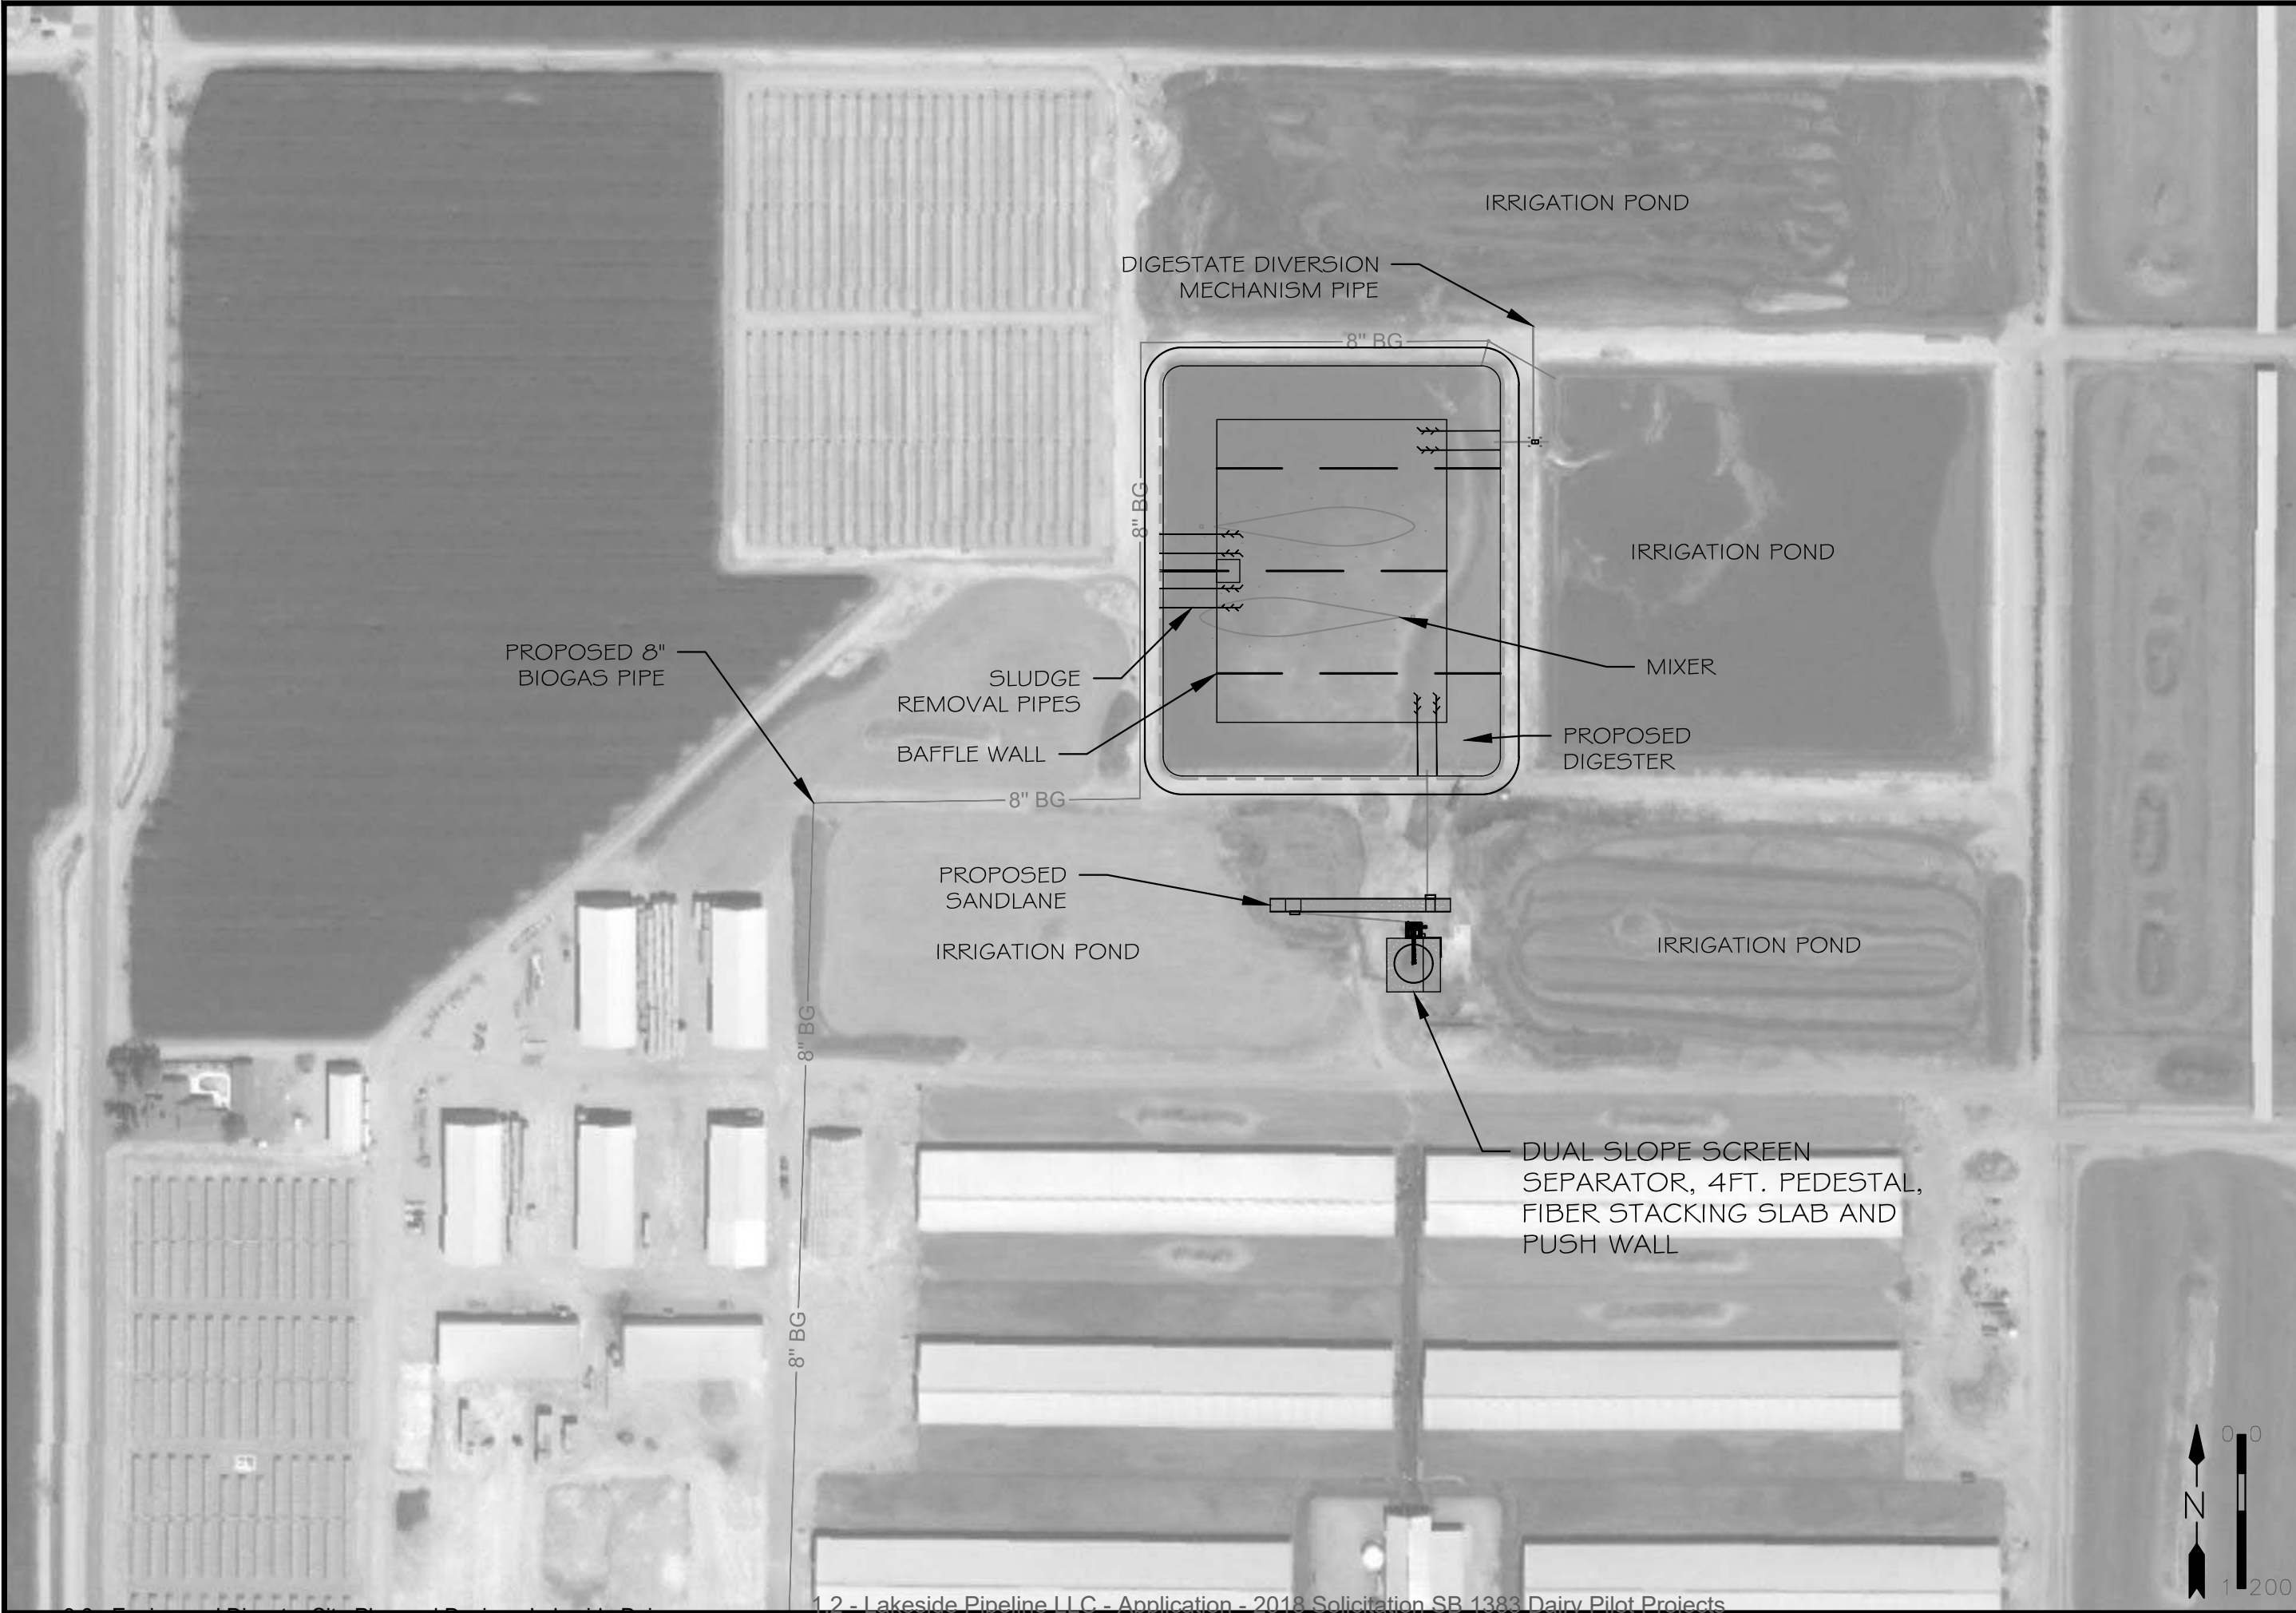 IRRIGATION POND
DIGESTATE DIVERSION
MECHANISM PIPE
8" BG
8" BG
IRRIGATION POND
PROPOSED 8"
BIOGAS PIPE
SLUDGE
REMOVAL PIPES
MIXER
BAFFLE WALL
PROPOSED
DIGESTER
8" BG
PROPOSED
SANDLANE
IRRIGATION POND
IRRIGATION POND
8" BG
DUAL SLOPE SCREEN
SEPARATOR, 4FT. PEDESTAL,
FIBER STACKING SLAB AND
PUSH WALL
8" BG
N
200
1.2 - Lakeside Pipeline LLC - Application - 2018 Solicitation SB 1383 Dairy Pilot Projects